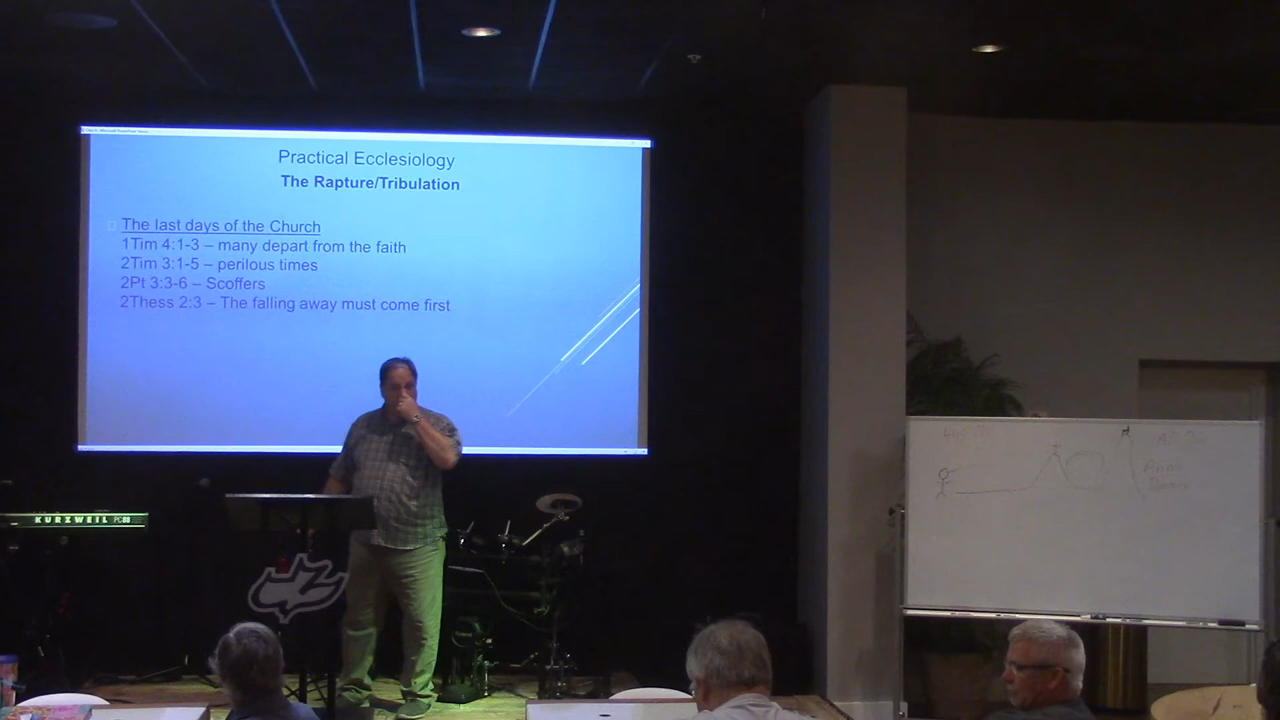 Practical Ecclesiology
The Rapture/Tribulation
The last days of the Church
1Tim 4:1-3 – many depart from the faith
2Tim 3:1-5 – perilous times
2Pt 3:3-6 – Scoffers
2Thess 2:3 – The falling away must come first
KURZWEIL PC88